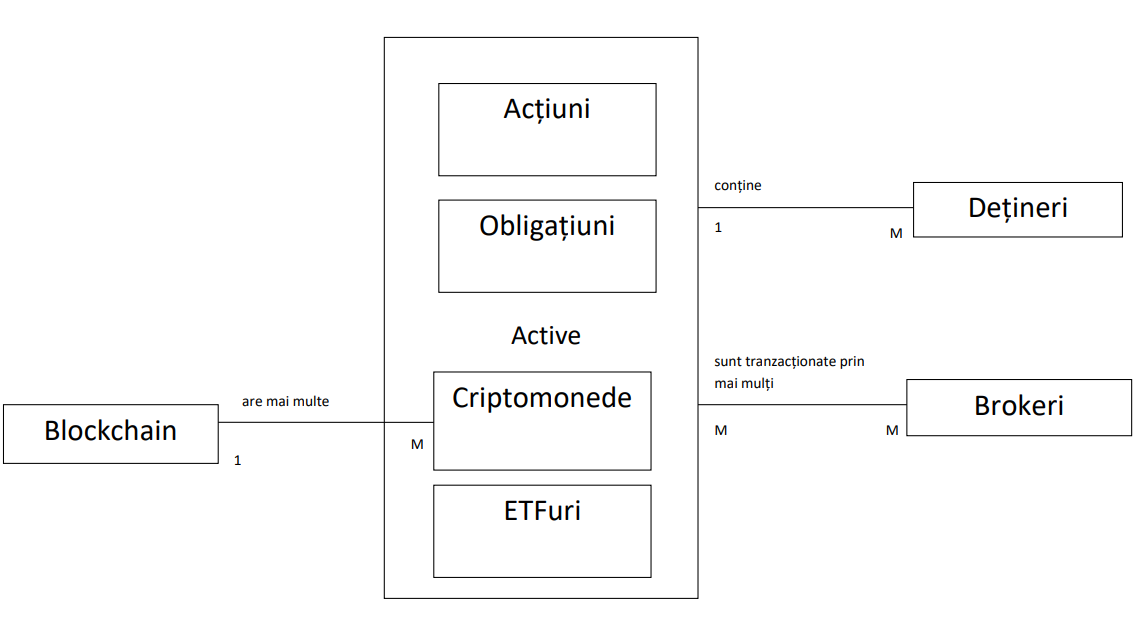 Acțiuni
conține
Dețineri
Obligațiuni
1
M
Active
sunt tranzacționate prin
mai mulți
Blockchain
are mai multe
Criptomonede
Brokeri
1
M
M
M
ETFuri